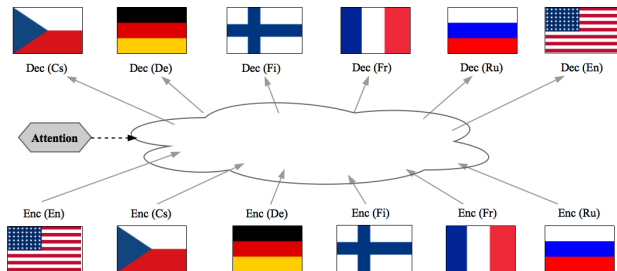 Dec (Cs) Dec (De) Dec (Fi) Dec (Fr) Dec (Ru) Dec (En)
Attention
Enc (En) Enc (Cs) Enc (De) Enc (Fi) Enc (Fr) Enc (Ru)